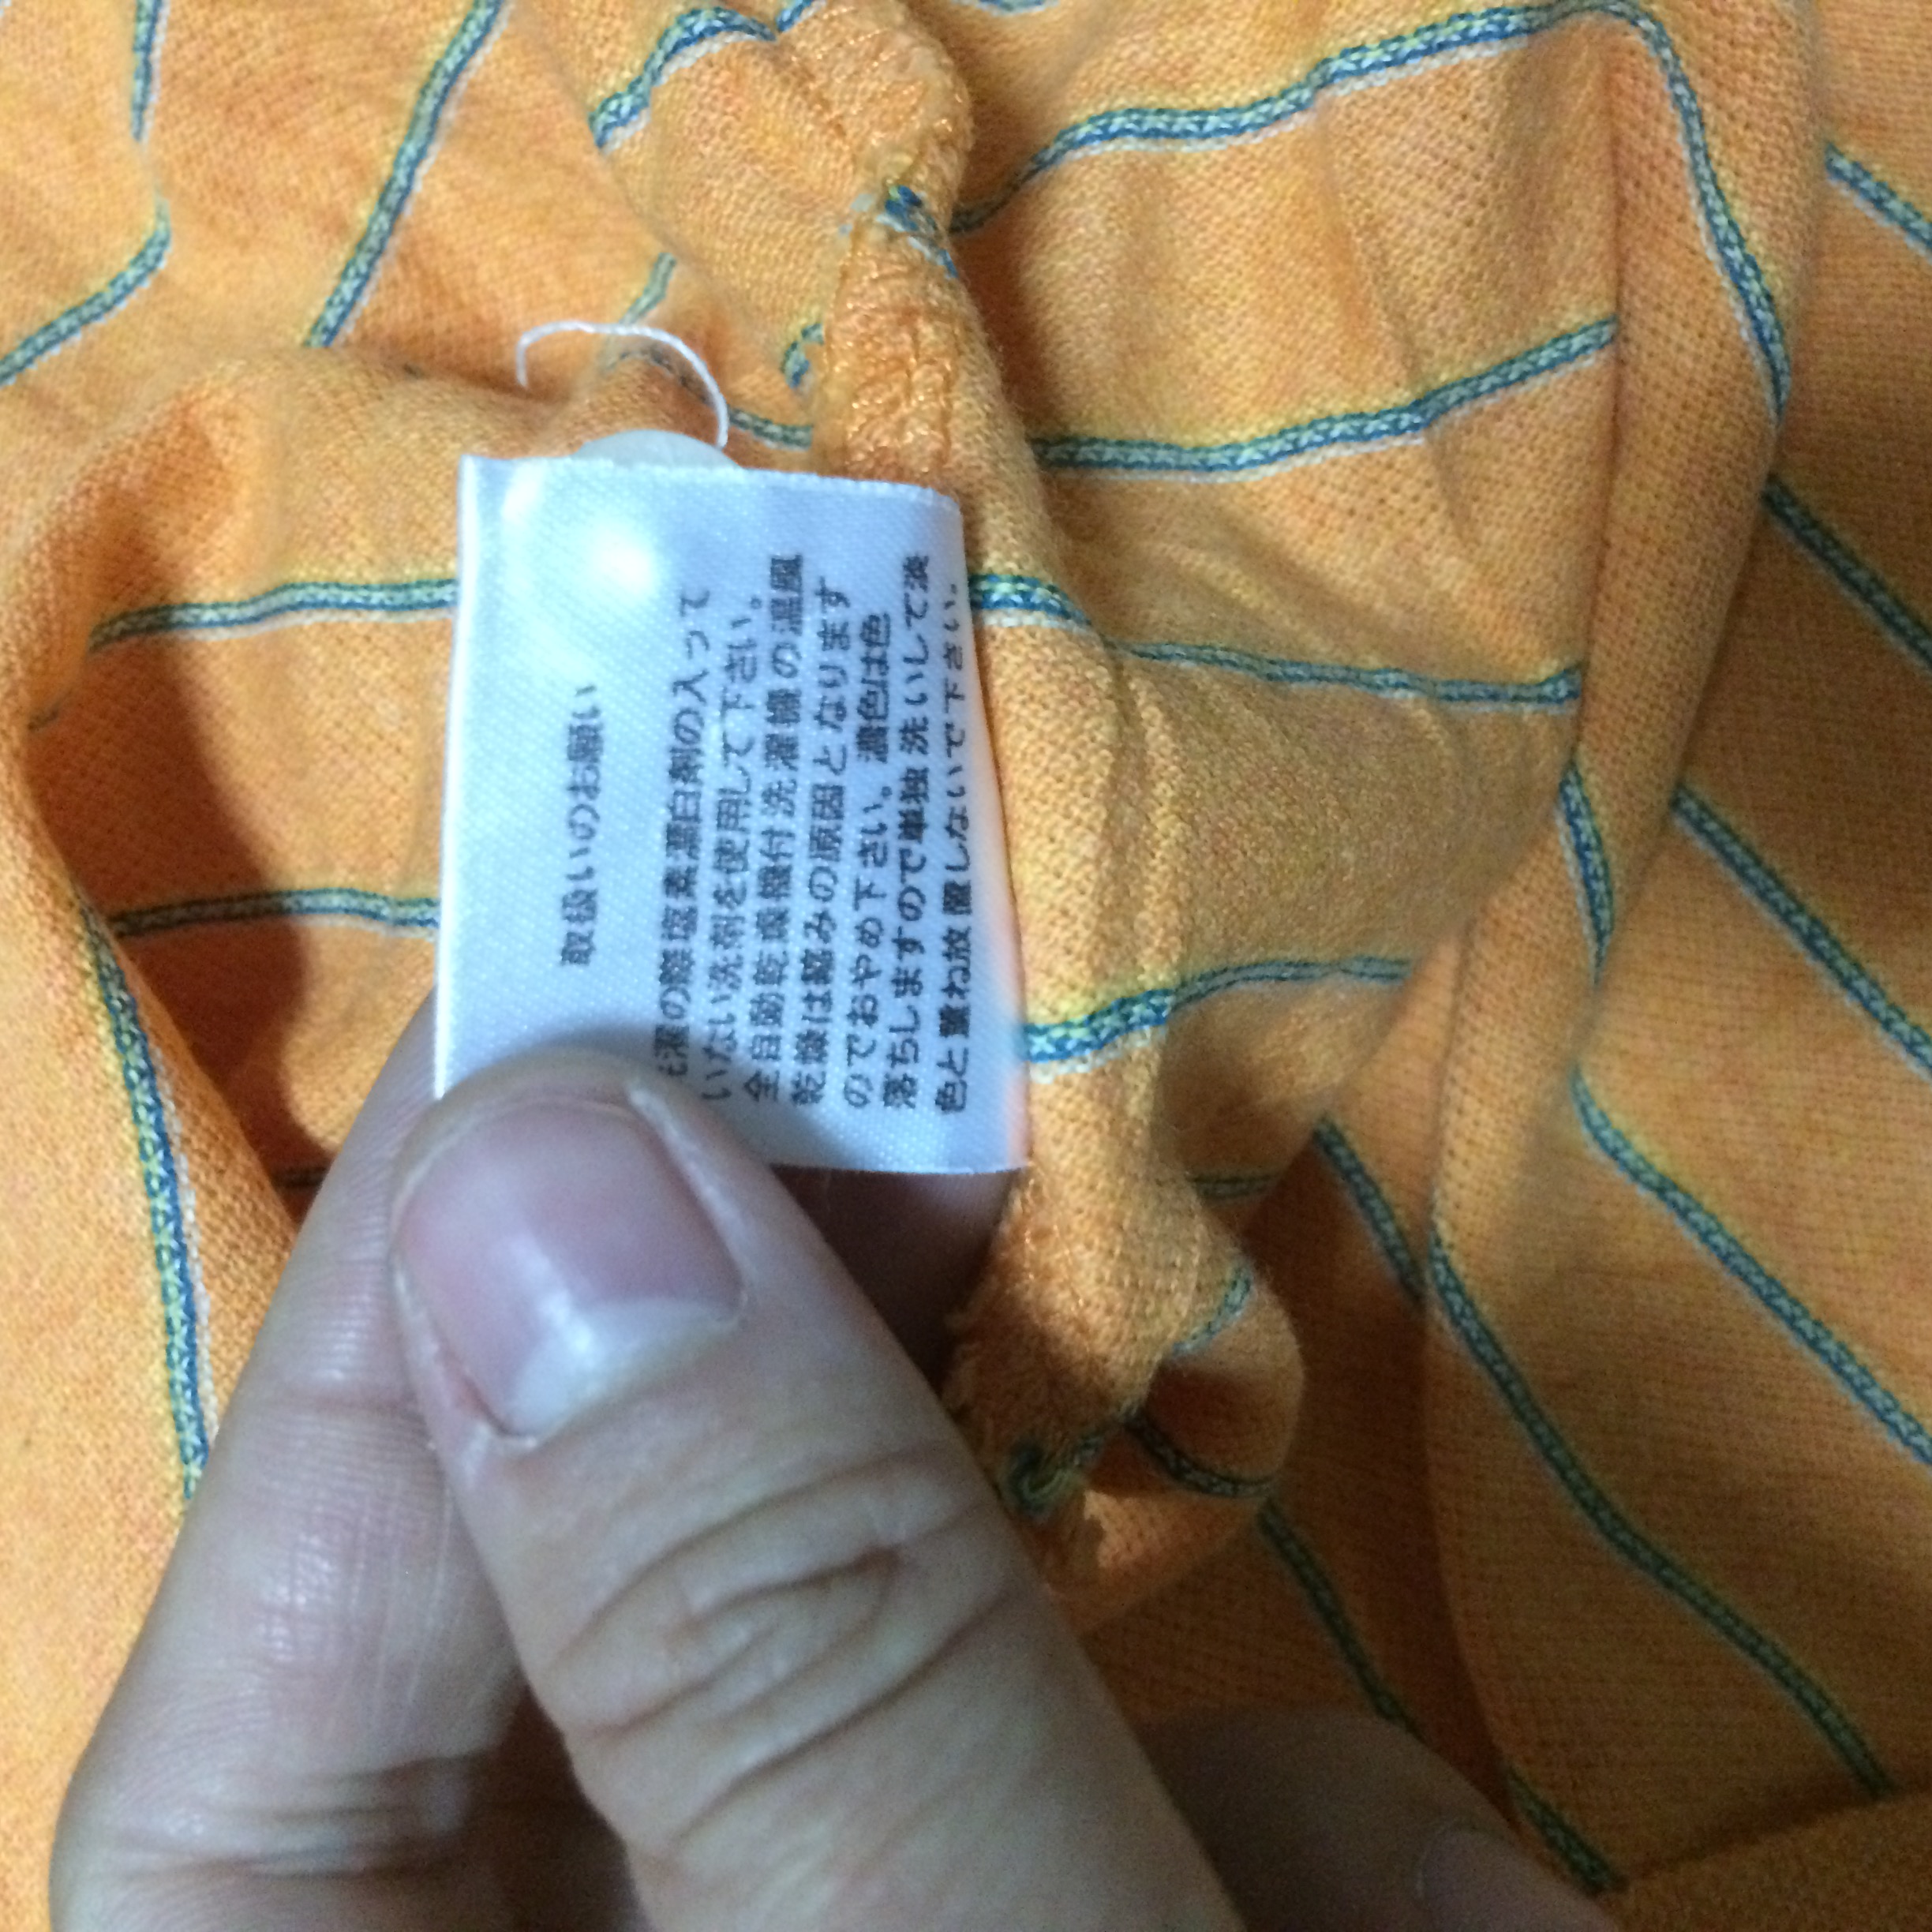 取扱いのお願い
洗濯の際塩素漂白剤の入って
いない洗剤を使用して下さい。
全自動乾燥機付洗濯機の温風
乾燥は縮みの原因となります
のでおやめ下さい。濃色は色
落ちしますので単独洗いして淡
色と重ね放置しないで下さい。